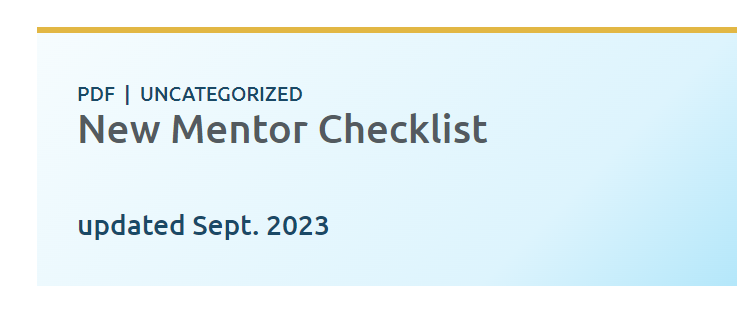 PDF | UNCATEGORIZED
New Mentor Checklist
updated Sept. 2023